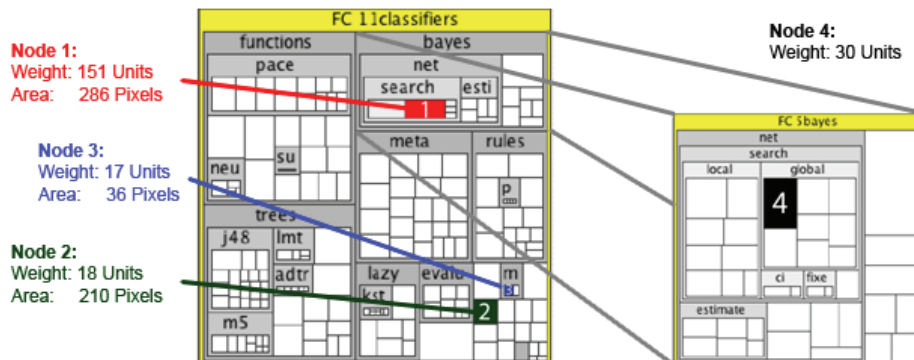 FC 11classifiers
functions
bayes
pace
net
search
esti
1
neu
su
meta
rules
p
trees
j48
lmt
adtr
m5
lazy
evalu
m
kst
3
2
Node 1:
Weight: 151 Units
Area: 286 Pixels
Node 3:
Weight: 17 Units
Area: 36 Pixels
Node 2:
Weight: 18 Units
Area: 210 Pixels
Node 4:
Weight: 30 Units
FC 5bayes
net
search
local
global
4
ci
fixe
estimate